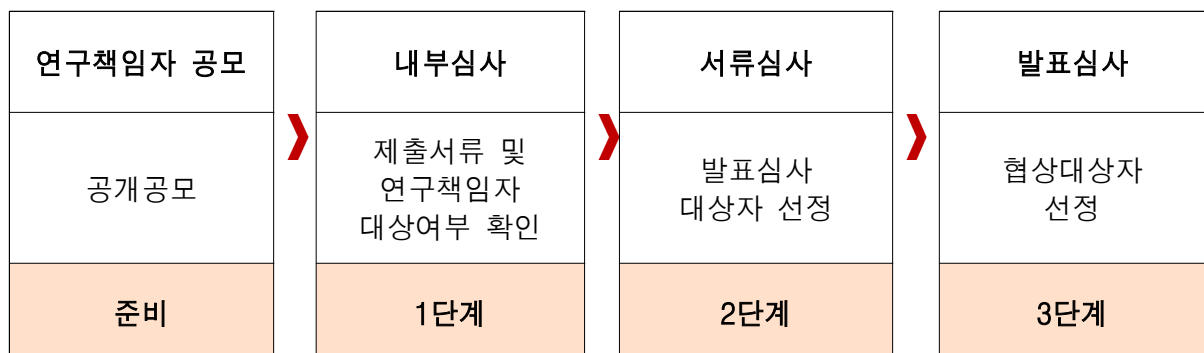 연구책임자 공모
공개공모
준비
내부심사
제출서류 및
연구책임자
대상여부 확인
1단계
서류심사
발표심사
대상자 선정
2단계
발표심사
협상대상자
선정
3단계